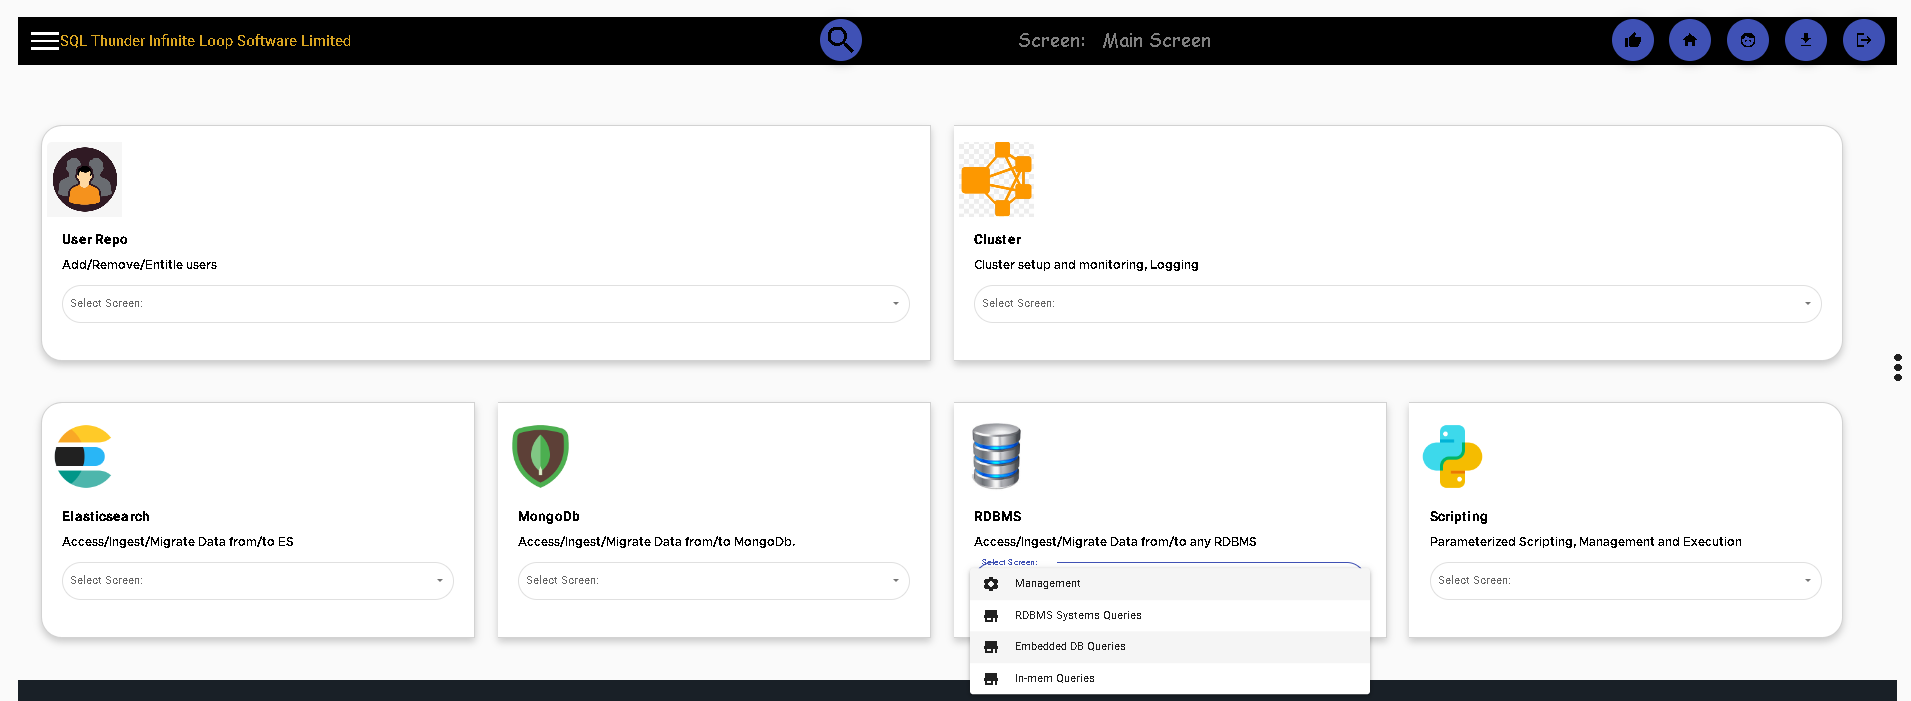 SQL Thunder Infinite Loop Software Limited
Screen: Main Screen
User Repo
Add/Remove/Entitle users
Select Screen:
Cluster
Cluster setup and monitoring, Logging
Select Screen:
Elasticsearch
Access/Ingest/Migrate Data from/to ES
Select Screen:
MongoDb
Access/Ingest/Migrate Data from/to MongoDb.
Select Screen:
RDBMS
Access/Ingest/Migrate Data from/to any RDBMS
Select Screen:
Management
RDBMS Systems Queries
Embedded DB Queries
In-mem Queries
Scripting
Parameterized Scripting, Management and Execution
Select Screen: